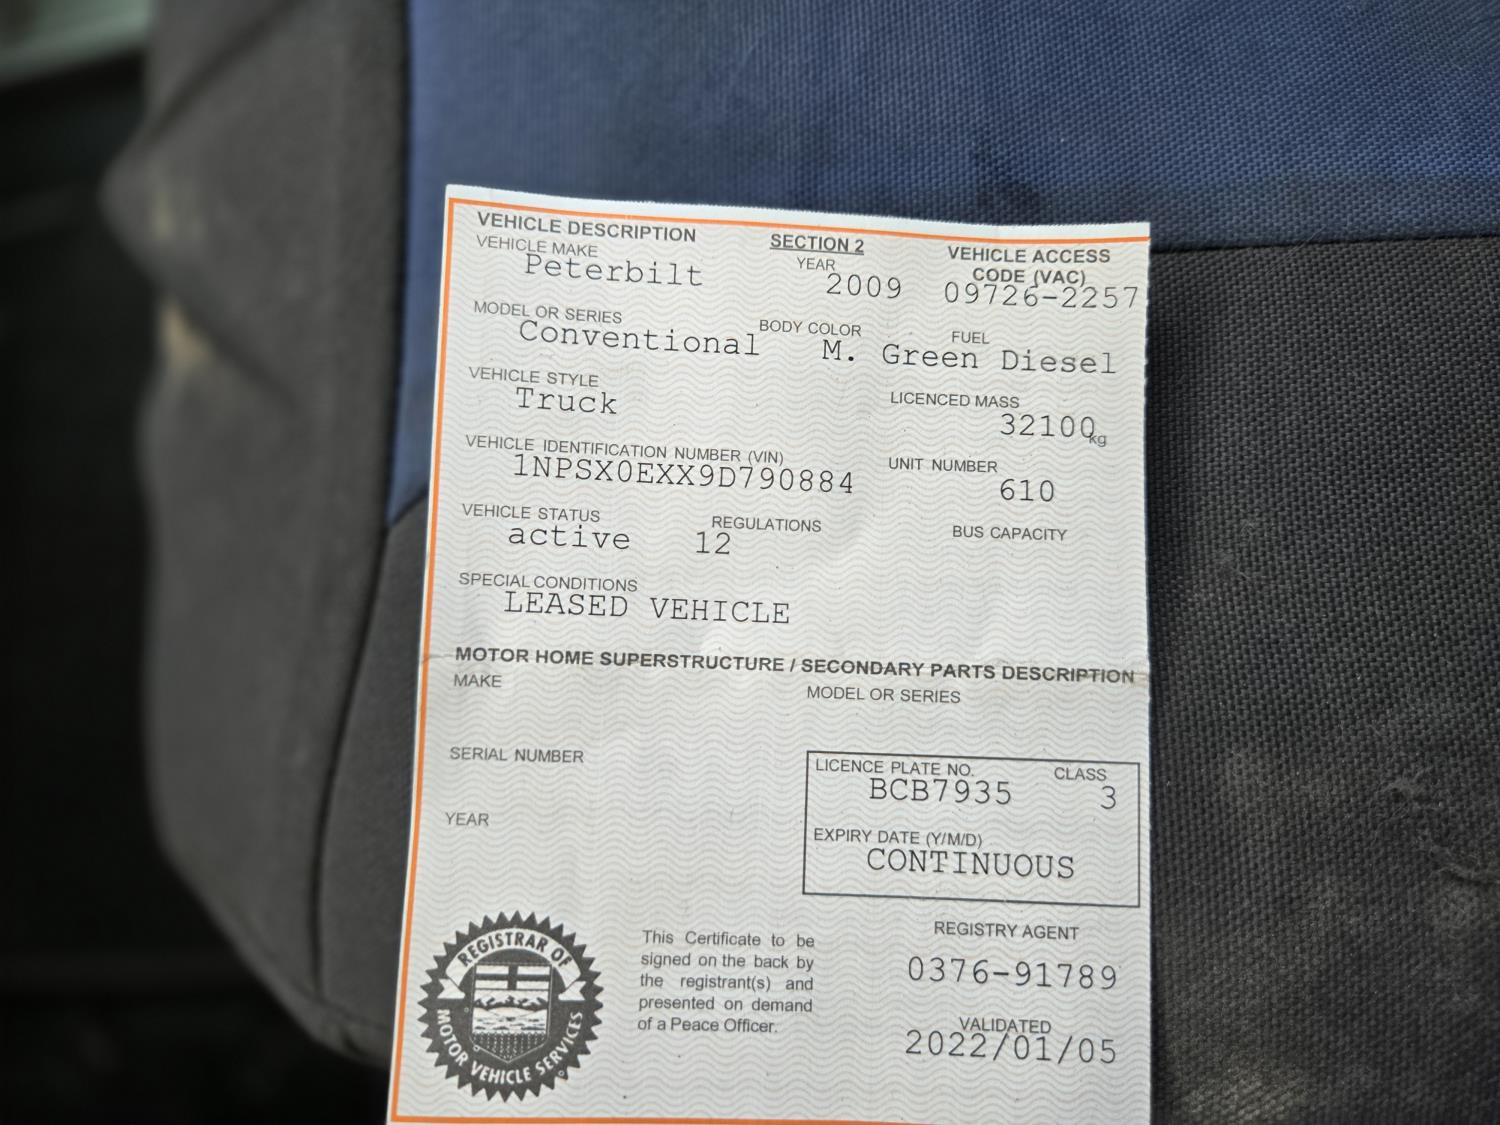 VEHICLE DESCRIPTION SECTION 2 VEHICLE ACCESS CODE (VAC)
VEHICLE MAKE YEAR
Peterbilt 2009 09726-2257
MODEL OR SERIES BODY COLOR FUEL
Conventional M. Green Diesel
VEHICLE STYLE LICENCED MASS
Truck 32100kg
VEHICLE IDENTIFICATION NUMBER (VIN) UNIT NUMBER
1NPSX0EXX9D790884 610
VEHICLE STATUS REGULATIONS BUS CAPACITY
active 12
SPECIAL CONDITIONS
LEASED VEHICLE
MOTOR HOME SUPERSTRUCTURE / SECONDARY PARTS DESCRIPTION
MAKE MODEL OR SERIES
SERIAL NUMBER
YEAR
LICENCE PLATE NO. CLASS
BCB7935 3
EXPIRY DATE (Y/M/D)
CONTINUOUS
REGISTRAR OF
MOTOR VEHICLE SERVICES
This Certificate to be
signed on the back by
the registrant(s) and
presented on demand
of a Peace Officer.
REGISTRY AGENT
0376-91789
VALIDATED
2022/01/05